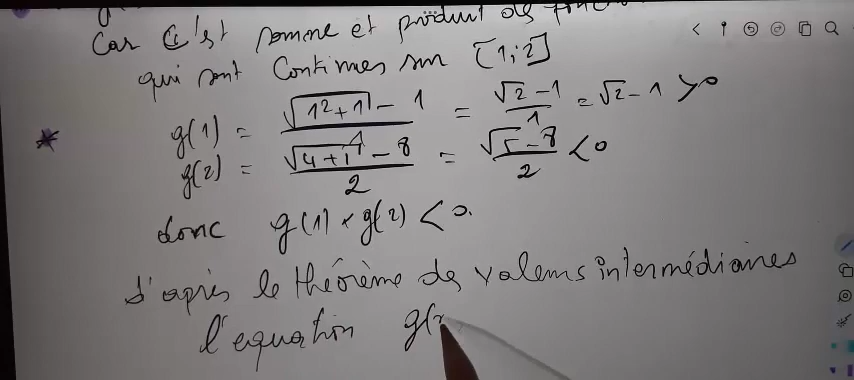 Car c'est somme et produit de
qui sont Continues sur [1; 2]
g(1) = (√(1²+1) - 1)/1 = (√2 - 1)/1 = √2 - 1 > 0
g(2) = (√(4+1) - 8)/2 = (√5 - 8)/2 < 0
donc g(1) × g(2) < 0.
d'après le théorème des valeurs intermédiaires
l'equation g(x